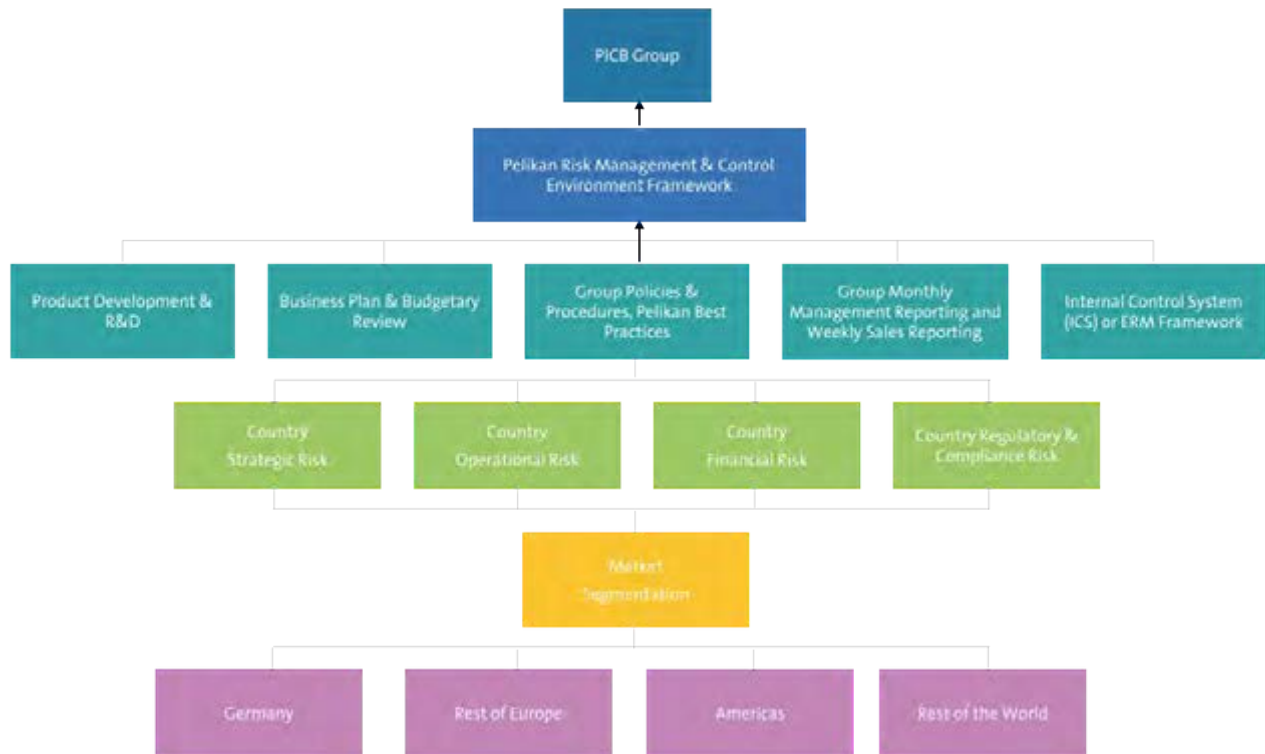 PICB Group
Pelikan Risk Management & Control
Environment Framework
Product Development &
R&D
Business Plan & Budgetary
Review
Group Policies &
Procedures, Pelikan Best
Practices
Group Monthly
Management Reporting and
Weekly Sales Reporting
Internal Control System
(ICS) or ERM Framework
Country
Strategic Risk
Country
Operational Risk
Country
Financial Risk
Country Regulatory &
Compliance Risk
Market
Segmentation
Germany
Rest of Europe
Americas
Rest of the World